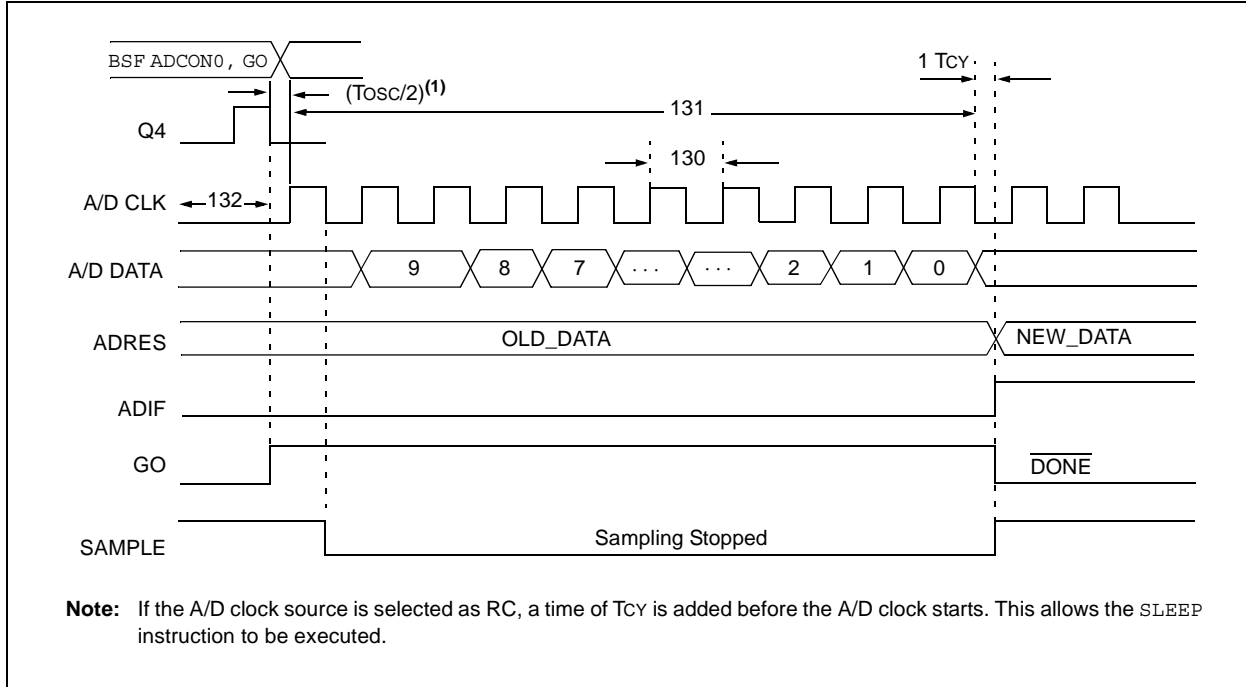 BSF ADCON0, GO
1 TCY
(TOSC/2)(1)
131
Q4
130
A/D CLK
132
A/D DATA
9 8 7 . . . . . . 2 1 0
ADRES
OLD_DATA
NEW_DATA
ADIF
GO
DONE
SAMPLE
Sampling Stopped
Note: If the A/D clock source is selected as RC, a time of TCY is added before the A/D clock starts. This allows the SLEEP
instruction to be executed.